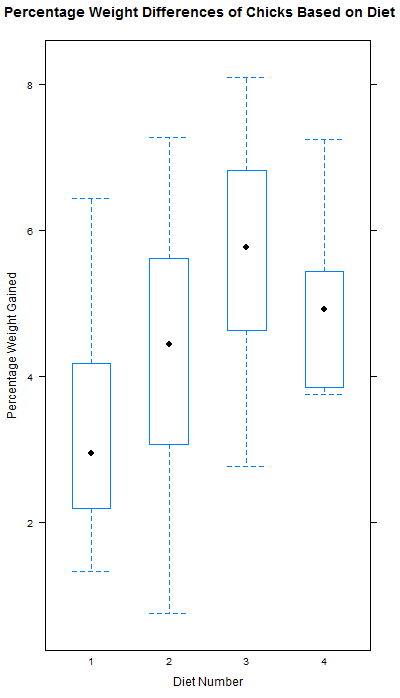 Percentage Weight Differences of Chicks Based on Diet
8
6
4
2
Percentage Weight Gained
1 2 3 4
Diet Number